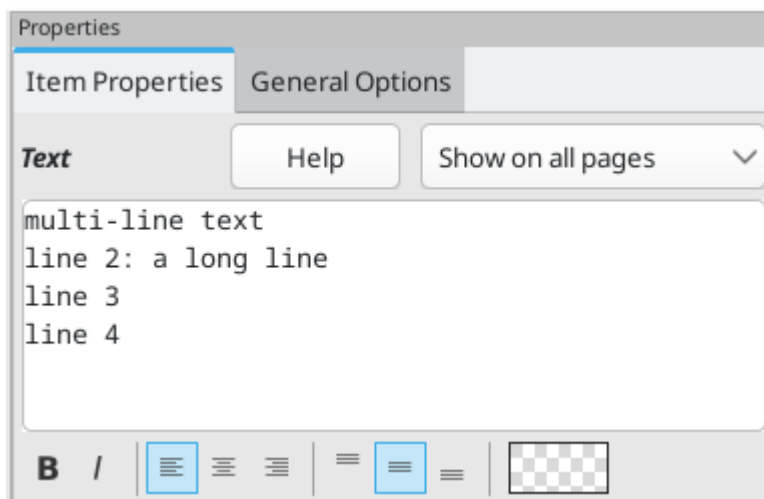 Properties
Item Properties General Options
Text Help Show on all pages
multi-line text
line 2: a long line
line 3
line 4
B I